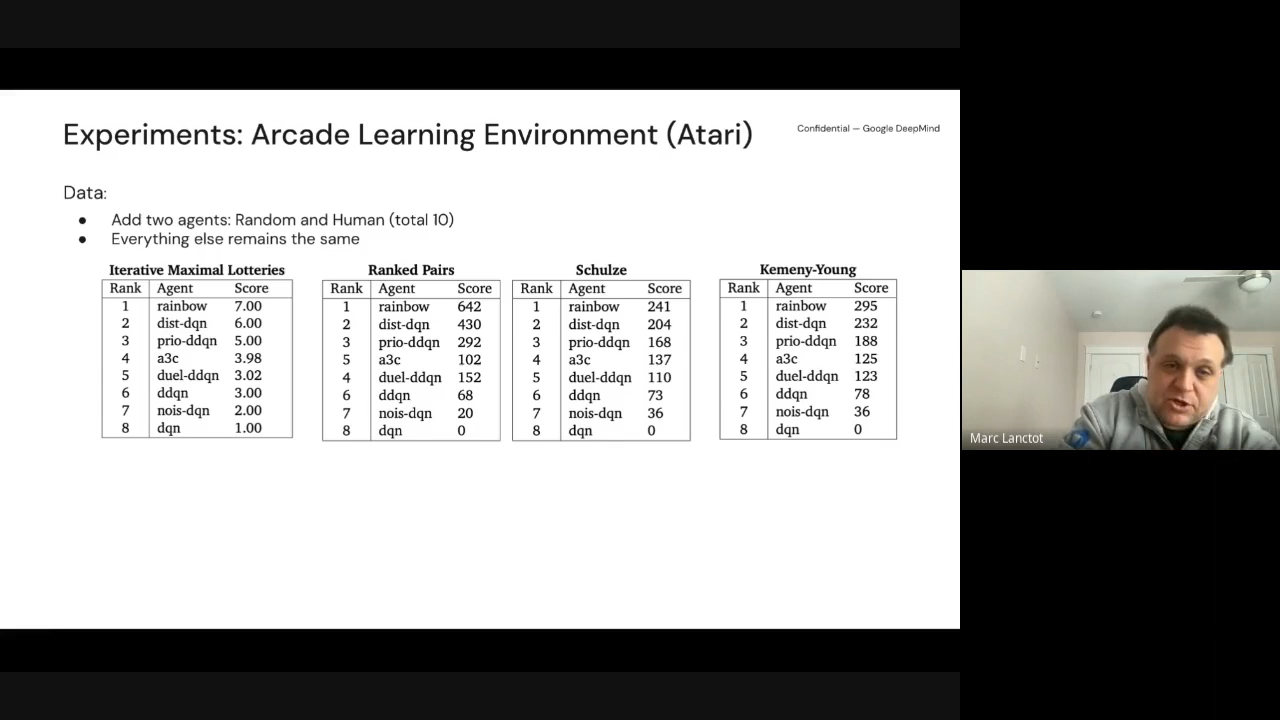 Experiments: Arcade Learning Environment (Atari)
Confidential — Google DeepMind
Data:
● Add two agents: Random and Human (total 10)
● Everything else remains the same
Iterative Maximal Lotteries
Rank Agent Score
1 rainbow 7.00
2 dist-dqn 6.00
3 prio-ddqn 5.00
4 a3c 3.98
5 duel-ddqn 3.02
6 ddqn 3.00
7 nois-dqn 2.00
8 dqn 1.00
Ranked Pairs
Rank Agent Score
1 rainbow 642
2 dist-dqn 430
3 prio-ddqn 292
5 a3c 102
4 duel-ddqn 152
6 ddqn 68
7 nois-dqn 20
8 dqn 0
Schulze
Rank Agent Score
1 rainbow 241
2 dist-dqn 204
3 prio-ddqn 168
4 a3c 137
5 duel-ddqn 110
6 ddqn 73
7 nois-dqn 36
8 dqn 0
Kemeny-Young
Rank Agent Score
1 rainbow 295
2 dist-dqn 232
3 prio-ddqn 188
4 a3c 125
5 duel-ddqn 123
6 ddqn 78
7 nois-dqn 36
8 dqn 0
Marc Lanctot